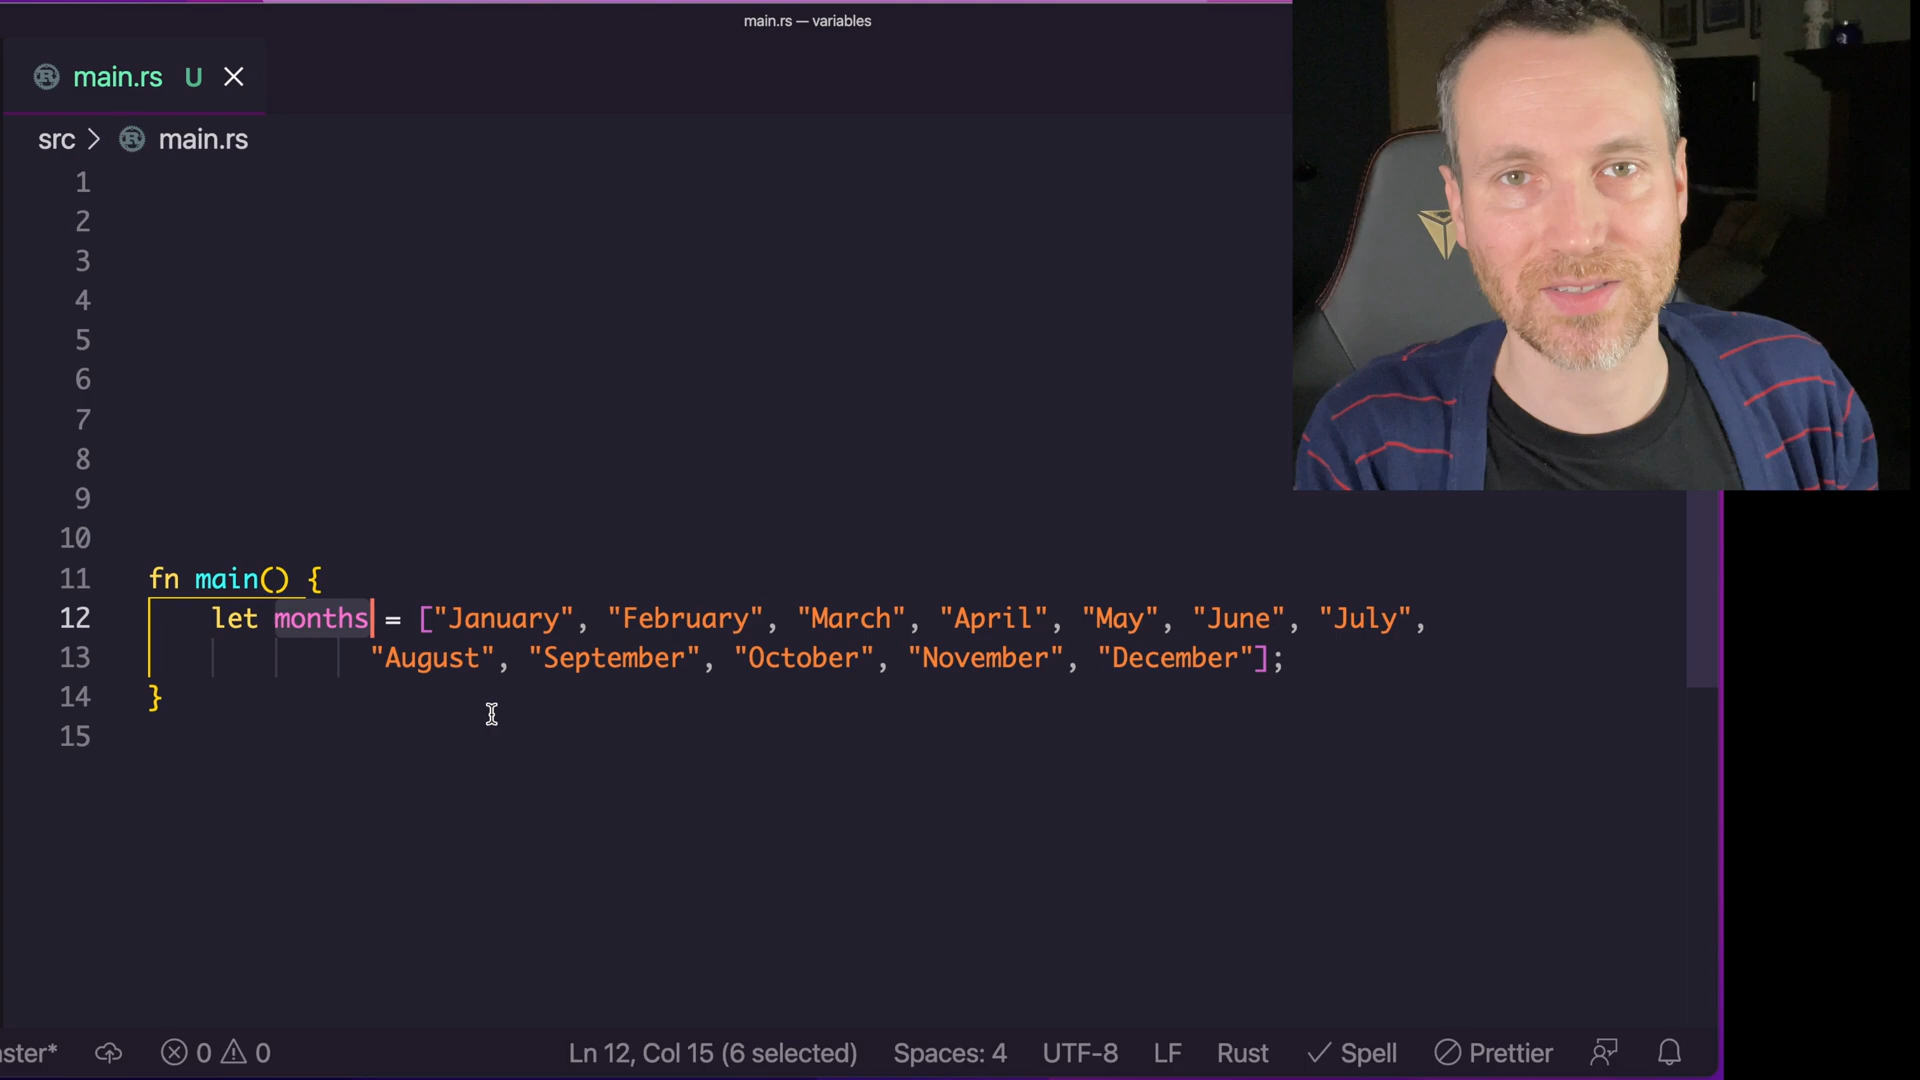 main.rs — variables
main.rs U
src > main.rs
1
2
3
4
5
6
7
8
9
10
11 fn main() {
12 let months = ["January", "February", "March", "April", "May", "June", "July",
13 "August", "September", "October", "November", "December"];
14 }
15
ster* 0 0 Ln 12, Col 15 (6 selected) Spaces: 4 UTF-8 LF Rust Spell Prettier